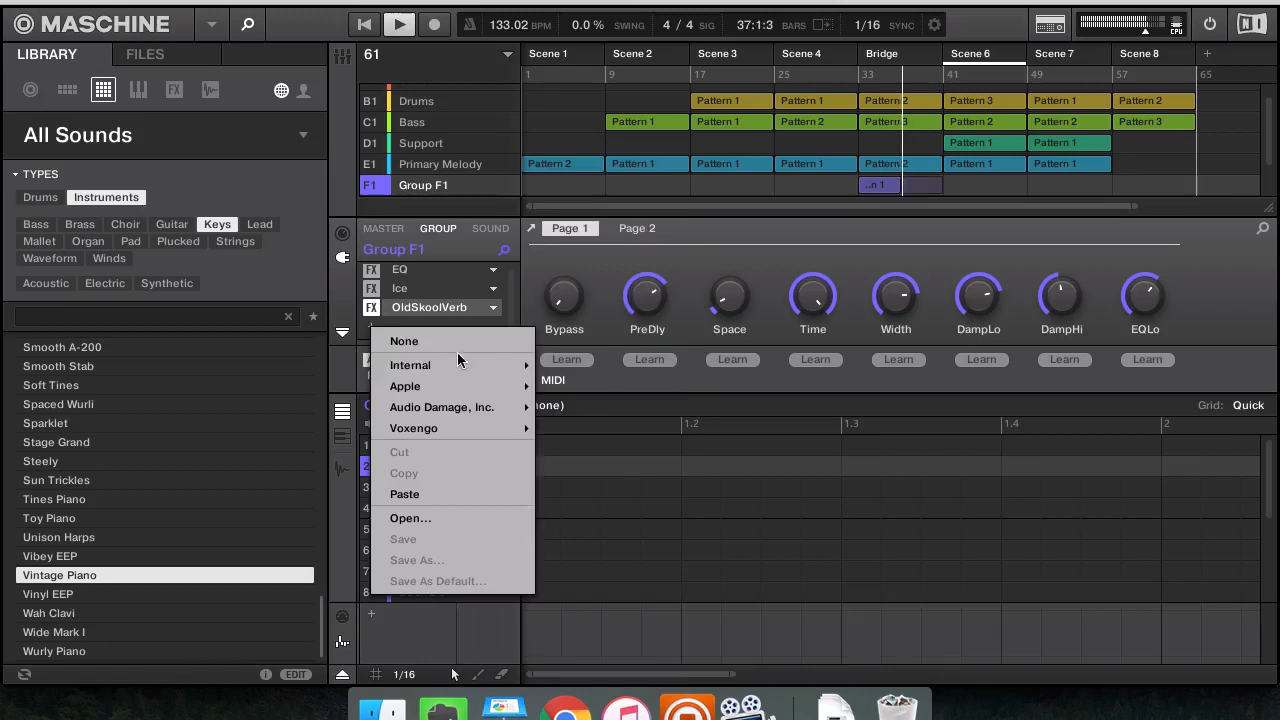 MASCHINE
133.02 BPM 0.0 % SWING 4 / 4 SIG 37:1:3 BARS 1/16 SYNC
CPU
LIBRARY FILES
All Sounds
TYPES
Drums Instruments
Bass Brass Choir Guitar Keys Lead
Mallet Organ Pad Plucked Strings
Waveform Winds
Acoustic Electric Synthetic
Smooth A-200
Smooth Stab
Soft Tines
Spaced Wurli
Sparklet
Stage Grand
Steely
Sun Trickles
Tines Piano
Toy Piano
Unison Harps
Vibey EEP
Vintage Piano
Vinyl EEP
Wah Clavi
Wide Mark I
Wurly Piano
EDIT
61 Scene 1 Scene 2 Scene 3 Scene 4 Bridge Scene 6 Scene 7 Scene 8 +
1 9 17 25 33 41 49 57 65
B1 Drums Pattern 1 Pattern 1 Pattern 2 Pattern 3 Pattern 1 Pattern 2
C1 Bass Pattern 1 Pattern 1 Pattern 2 Pattern 3 Pattern 2 Pattern 2 Pattern 3
D1 Support Pattern 1 Pattern 1
E1 Primary Melody Pattern 2 Pattern 1 Pattern 1 Pattern 1 Pattern 2 Pattern 1 Pattern 1
F1 Group F1 ..n 1
MASTER GROUP SOUND Page 1 Page 2
Group F1
FX EQ
FX Ice
FX OldSkoolVerb
Bypass PreDly Space Time Width DampLo DampHi EQLo
Learn Learn Learn Learn Learn Learn Learn Learn
MIDI
None
Internal
Apple
Audio Damage, Inc.
Voxengo
Cut
Copy
Paste
Open...
Save
Save As...
Save As Default...
one) Grid: Quick
1.2 1.3 1.4 2
1
2
3
4
5
6
7
8
+
1/16